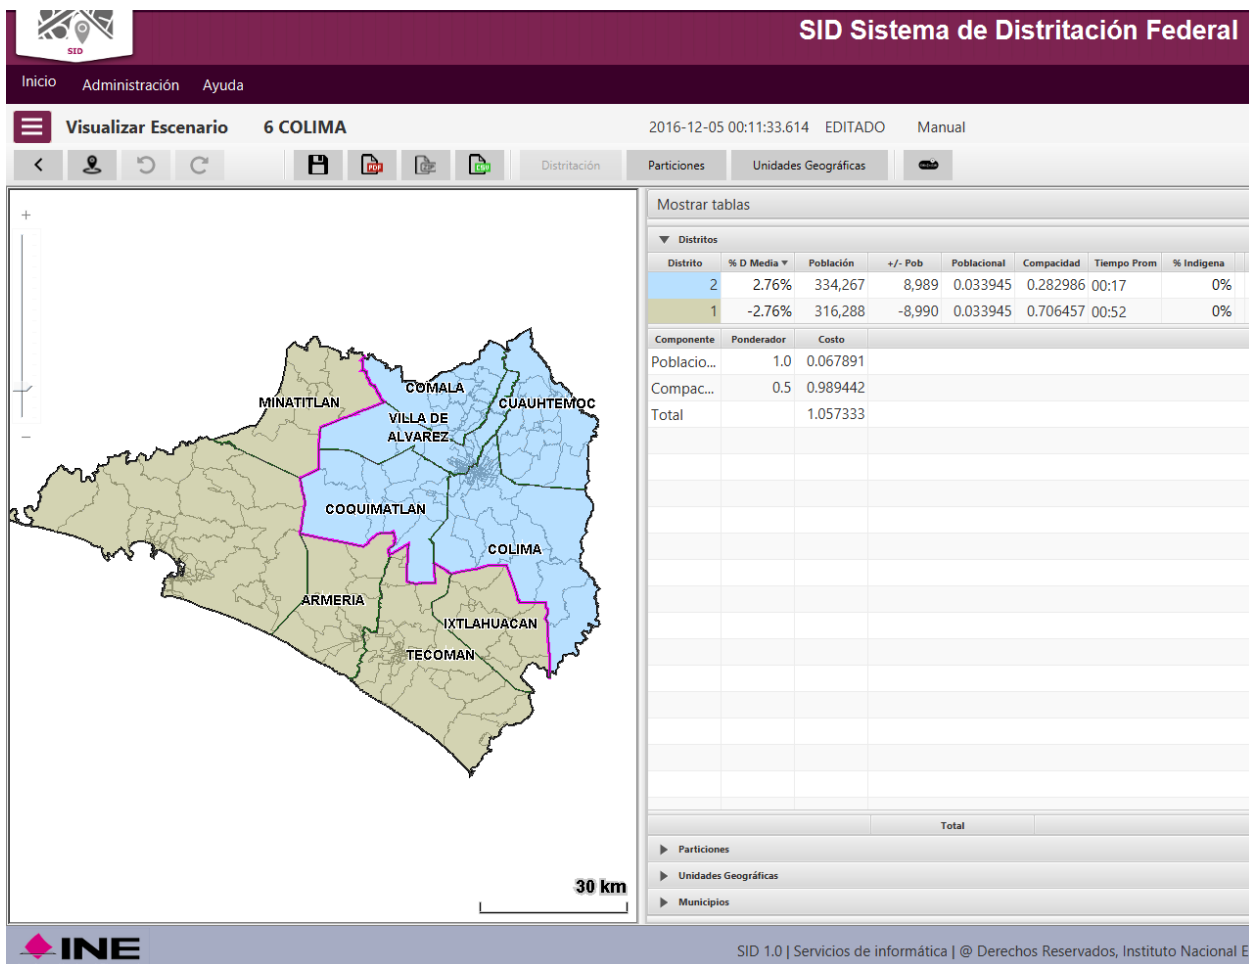 SID
SID Sistema de Distritación Federal
Inicio Administración Ayuda
Visualizar Escenario 6 COLIMA 2016-12-05 00:11:33.614 EDITADO Manual
PDF CSV Distritación Particiones Unidades Geográficas
Mostrar tablas
Distritos
Distrito % D Media Población +/- Pob Poblacional Compacidad Tiempo Prom % Indigena
2 2.76% 334,267 8,989 0.033945 0.282986 00:17 0%
1 -2.76% 316,288 -8,990 0.033945 0.706457 00:52 0%
Componente Ponderador Costo
Poblacio... 1.0 0.067891
Compac... 0.5 0.989442
Total 1.057333
Total
Particiones
Unidades Geográficas
Municipios
+
−
COMALA
MINATITLAN
CUAUHTEMOC
VILLA DE
ALVAREZ
COQUIMATLAN
COLIMA
ARMERIA
IXTLAHUACAN
TECOMAN
30 km
INE
SID 1.0 | Servicios de informática | @ Derechos Reservados, Instituto Nacional E